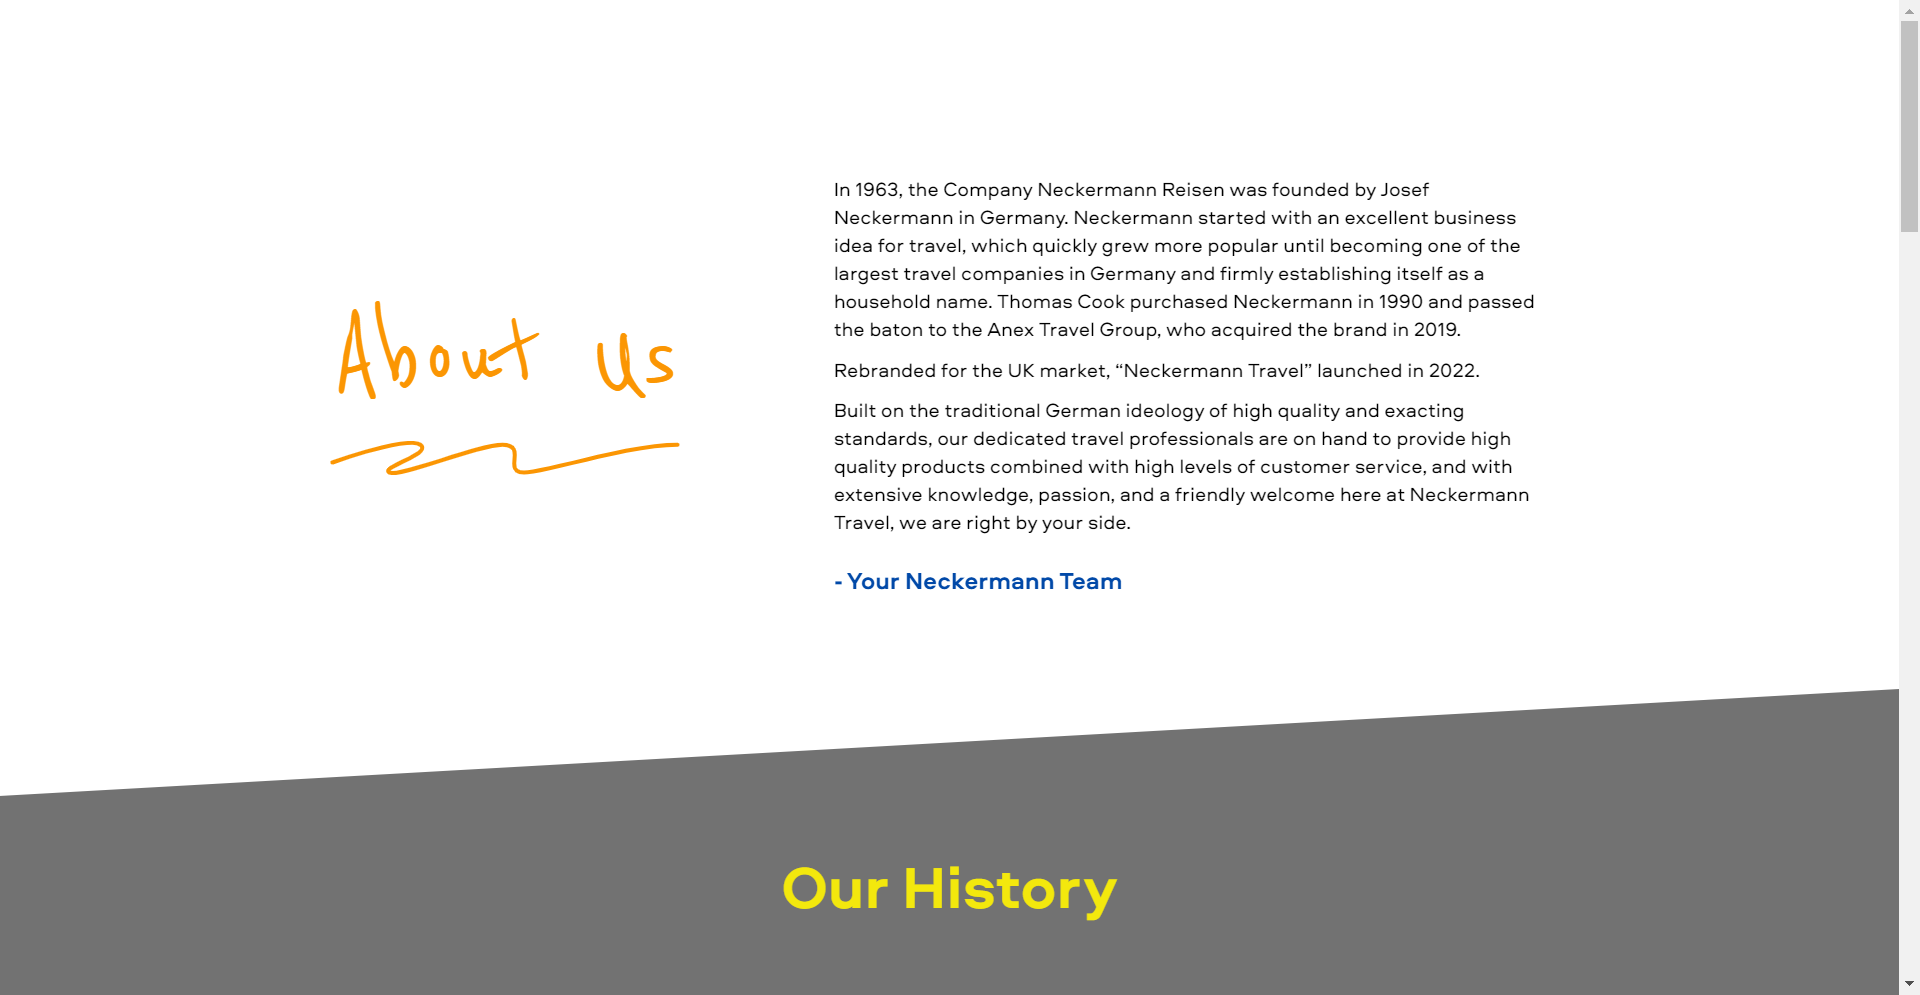 About us
In 1963, the Company Neckermann Reisen was founded by Josef
Neckermann in Germany. Neckermann started with an excellent business
idea for travel, which quickly grew more popular until becoming one of the
largest travel companies in Germany and firmly establishing itself as a
household name. Thomas Cook purchased Neckermann in 1990 and passed
the baton to the Anex Travel Group, who acquired the brand in 2019.
Rebranded for the UK market, “Neckermann Travel” launched in 2022.
Built on the traditional German ideology of high quality and exacting
standards, our dedicated travel professionals are on hand to provide high
quality products combined with high levels of customer service, and with
extensive knowledge, passion, and a friendly welcome here at Neckermann
Travel, we are right by your side.
- Your Neckermann Team
Our History